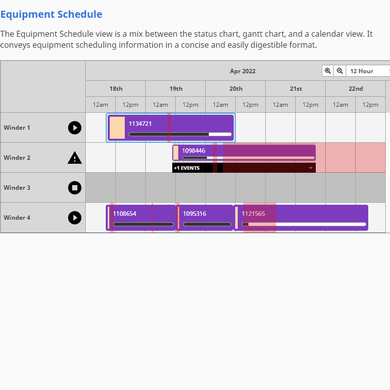 Equipment Schedule
The Equipment Schedule view is a mix between the status chart, gantt chart, and a calendar view. It
conveys equipment scheduling information in a concise and easily digestible format.
Apr 2022 12 Hour
18th 19th 20th 21st 22nd
12am 12pm 12am 12pm 12am 12pm 12am 12pm 12am 12pm
Winder 1 1134721
Winder 2 1098446
+1 EVENTS
Winder 3
Winder 4 1108654 1095316 1121565